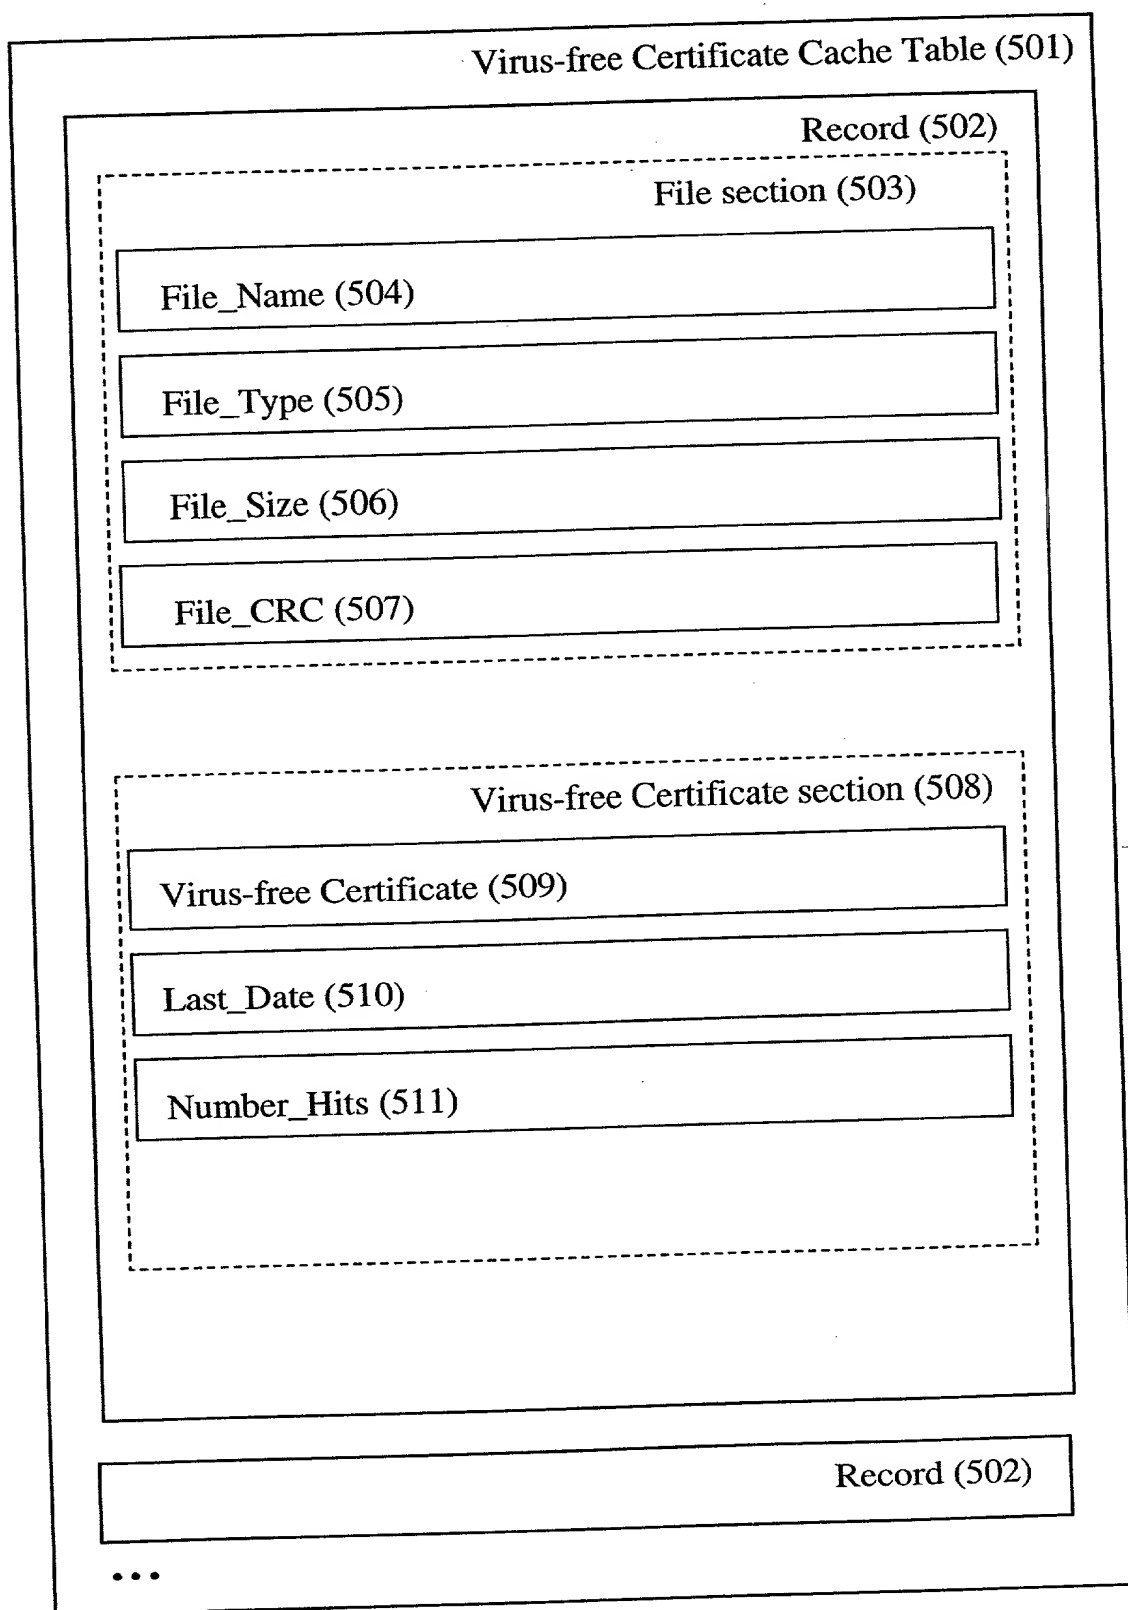 Virus-free Certificate Cache Table (501)
Record (502)
File section (503)
File_Name (504)
File_Type (505)
File_Size (506)
File_CRC (507)
Virus-free Certificate section (508)
Virus-free Certificate (509)
Last_Date (510)
Number_Hits (511)
Record (502)
...